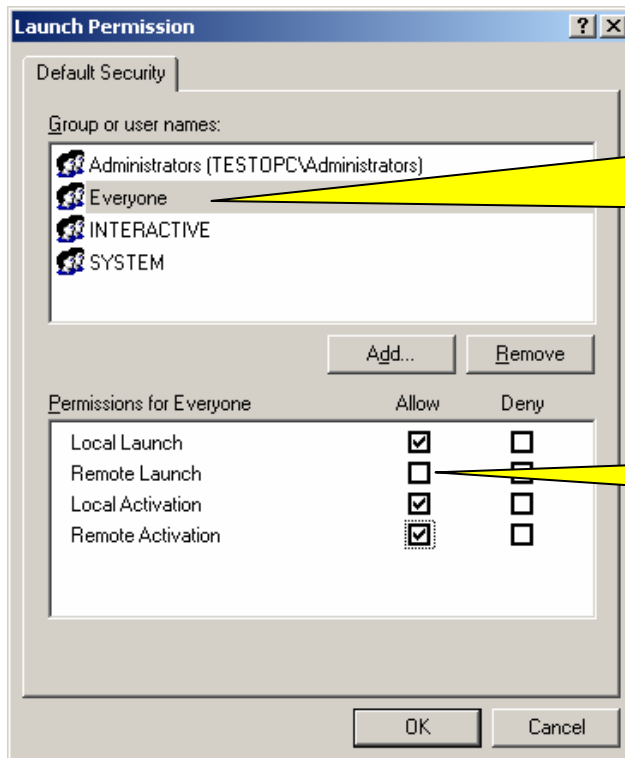 Launch Permission
Default Security
Group or user names:
Administrators (TESTOPC\Administrators)
Everyone
INTERACTIVE
SYSTEM
Add...
Remove
Permissions for Everyone Allow Deny
Local Launch
Remote Launch
Local Activation
Remote Activation
OK
Cancel